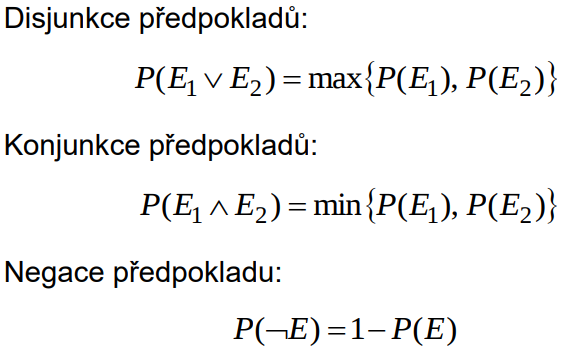 Disjunkce předpokladů:
P(E₁ ∨ E₂) = max{P(E₁), P(E₂)}
Konjunkce předpokladů:
P(E₁ ∧ E₂) = min{P(E₁), P(E₂)}
Negace předpokladu:
P(¬E) = 1 − P(E)